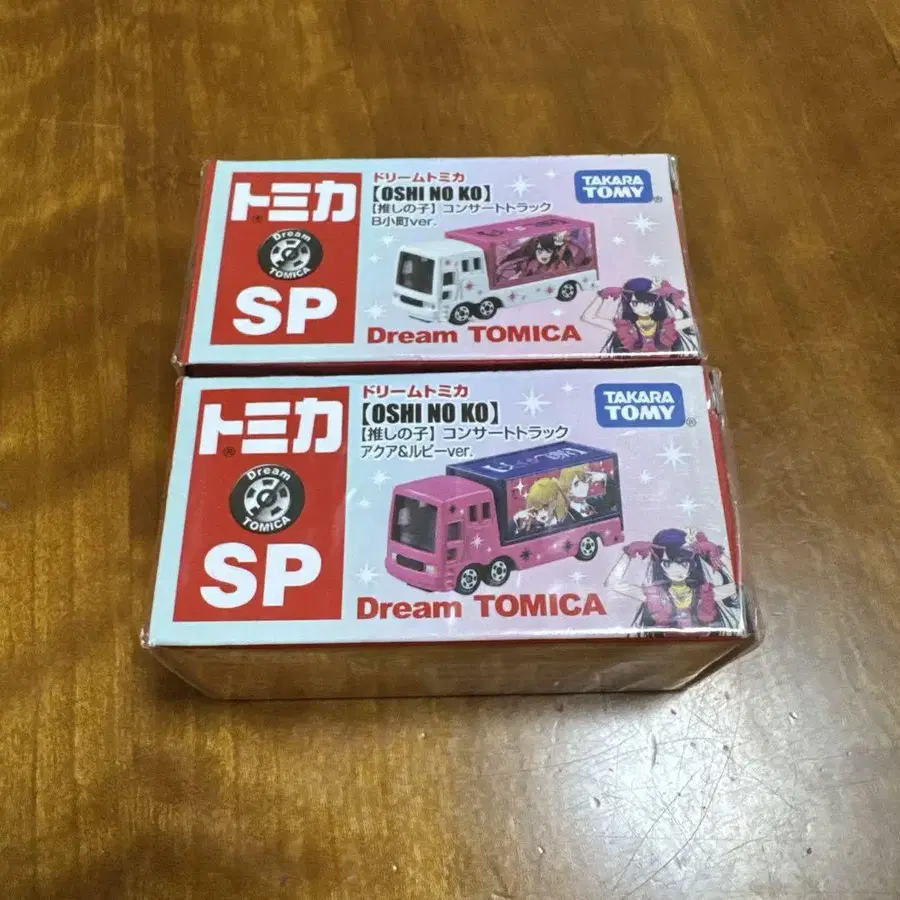 トミカ
®
Dream
TOMICA
SP
ドリームトミカ
【OSHI NO KO】
【推しの子】コンサートトラック
B小町ver.
Dream TOMICA
TAKARA
TOMY
®
トミカ
®
Dream
TOMICA
SP
ドリームトミカ
【OSHI NO KO】
【推しの子】コンサートトラック
アクア&ルビーver.
Dream TOMICA
TAKARA
TOMY
®